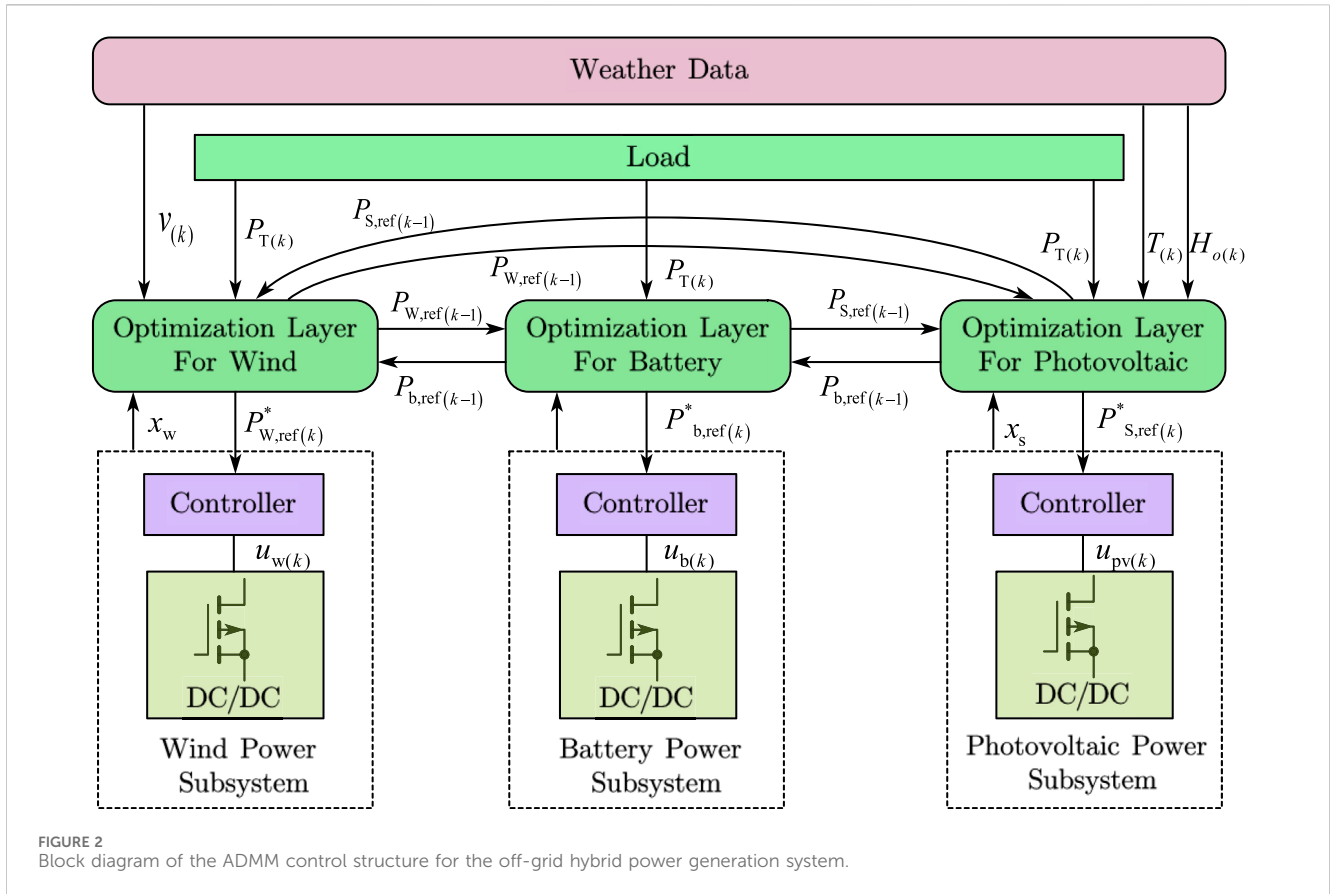 Weather Data
Load
v(k)
PT(k)
PS,ref(k−1)
PW,ref(k−1)
PT(k)
PT(k)
T(k)
Ho(k)
Optimization Layer
For Wind
PW,ref(k−1)
Pb,ref(k−1)
Optimization Layer
For Battery
PS,ref(k−1)
Pb,ref(k−1)
Optimization Layer
For Photovoltaic
xw
P*W,ref(k)
P*b,ref(k)
xs
P*S,ref(k)
Controller
Controller
Controller
uw(k)
ub(k)
upv(k)
DC/DC
DC/DC
DC/DC
Wind Power
Subsystem
Battery Power
Subsystem
Photovoltaic Power
Subsystem
FIGURE 2
Block diagram of the ADMM control structure for the off-grid hybrid power generation system.